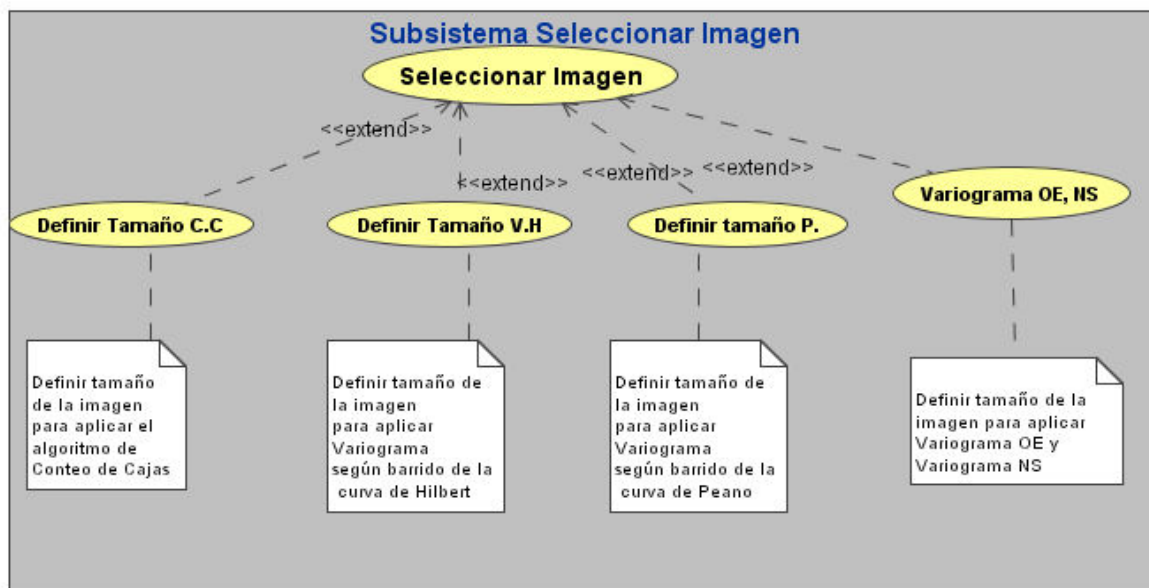 Subsistema Seleccionar Imagen
Seleccionar Imagen
<<extend>>
<<extend>>
<<extend>>
<<extend>>
Definir Tamaño C.C
Definir Tamaño V.H
Definir tamaño P.
Variograma OE, NS
Definir tamaño
de la imagen
para aplicar el
algoritmo de
Conteo de Cajas
Definir tamaño de
la imagen
para aplicar
Variograma
según barrido de la
curva de Hilbert
Definir tamaño de
la imagen
para aplicar
Variograma
según barrido de la
curva de Peano
Definir tamaño de la
imagen para aplicar
Variograma OE y
Variograma NS